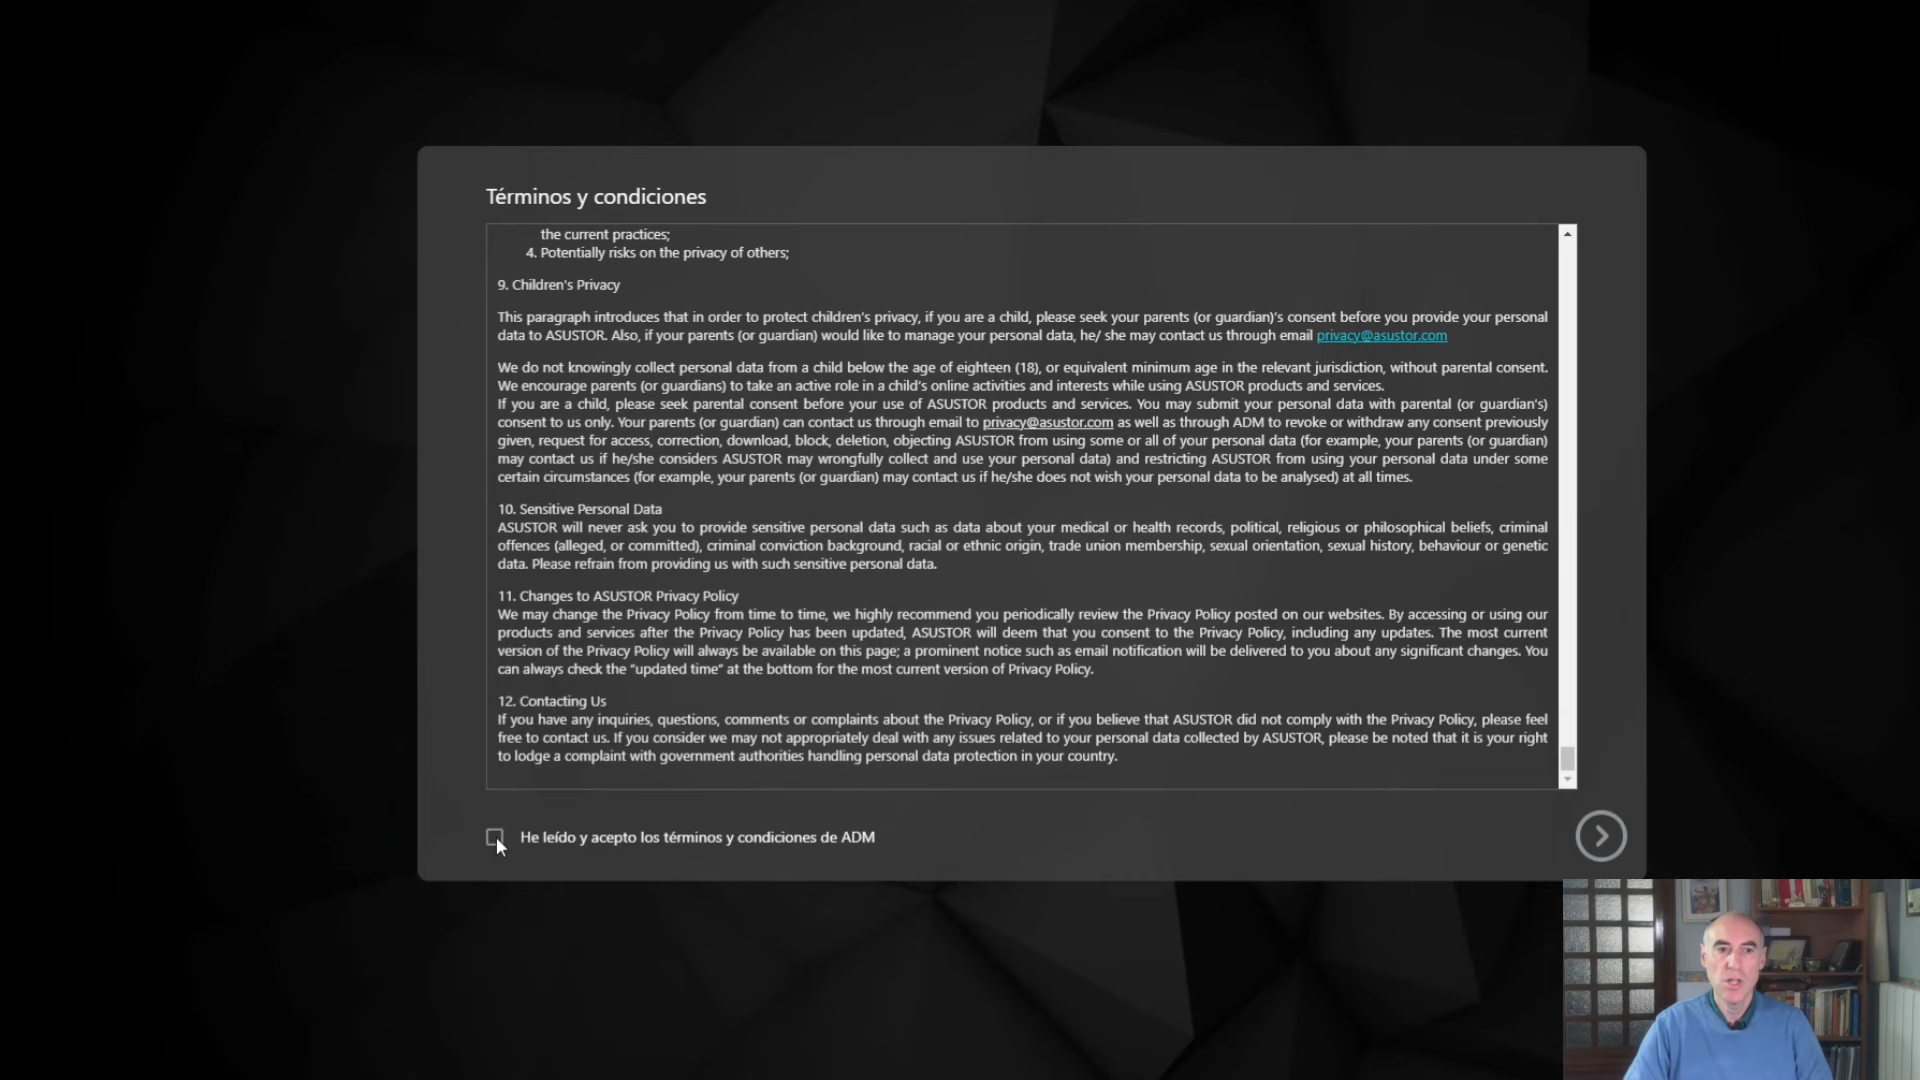 Términos y condiciones
the current practices;
4. Potentially risks on the privacy of others;
9. Children's Privacy
This paragraph introduces that in order to protect children's privacy, if you are a child, please seek your parents (or guardian)'s consent before you provide your personal
data to ASUSTOR. Also, if your parents (or guardian) would like to manage your personal data, he/ she may contact us through email privacy@asustor.com
We do not knowingly collect personal data from a child below the age of eighteen (18), or equivalent minimum age in the relevant jurisdiction, without parental consent.
We encourage parents (or guardians) to take an active role in a child's online activities and interests while using ASUSTOR products and services.
If you are a child, please seek parental consent before your use of ASUSTOR products and services. You may submit your personal data with parental (or guardian's)
consent to us only. Your parents (or guardian) can contact us through email to privacy@asustor.com as well as through ADM to revoke or withdraw any consent previously
given, request for access, correction, download, block, deletion, objecting ASUSTOR from using some or all of your personal data (for example, your parents (or guardian)
may contact us if he/she considers ASUSTOR may wrongfully collect and use your personal data) and restricting ASUSTOR from using your personal data under some
certain circumstances (for example, your parents (or guardian) may contact us if he/she does not wish your personal data to be analysed) at all times.
10. Sensitive Personal Data
ASUSTOR will never ask you to provide sensitive personal data such as data about your medical or health records, political, religious or philosophical beliefs, criminal
offences (alleged, or committed), criminal conviction background, racial or ethnic origin, trade union membership, sexual orientation, sexual history, behaviour or genetic
data. Please refrain from providing us with such sensitive personal data.
11. Changes to ASUSTOR Privacy Policy
We may change the Privacy Policy from time to time, we highly recommend you periodically review the Privacy Policy posted on our websites. By accessing or using our
products and services after the Privacy Policy has been updated, ASUSTOR will deem that you consent to the Privacy Policy, including any updates. The most current
version of the Privacy Policy will always be available on this page; a prominent notice such as email notification will be delivered to you about any significant changes. You
can always check the “updated time” at the bottom for the most current version of Privacy Policy.
12. Contacting Us
If you have any inquiries, questions, comments or complaints about the Privacy Policy, or if you believe that ASUSTOR did not comply with the Privacy Policy, please feel
free to contact us. If you consider we may not appropriately deal with any issues related to your personal data collected by ASUSTOR, please be noted that it is your right
to lodge a complaint with government authorities handling personal data protection in your country.
He leído y acepto los términos y condiciones de ADM